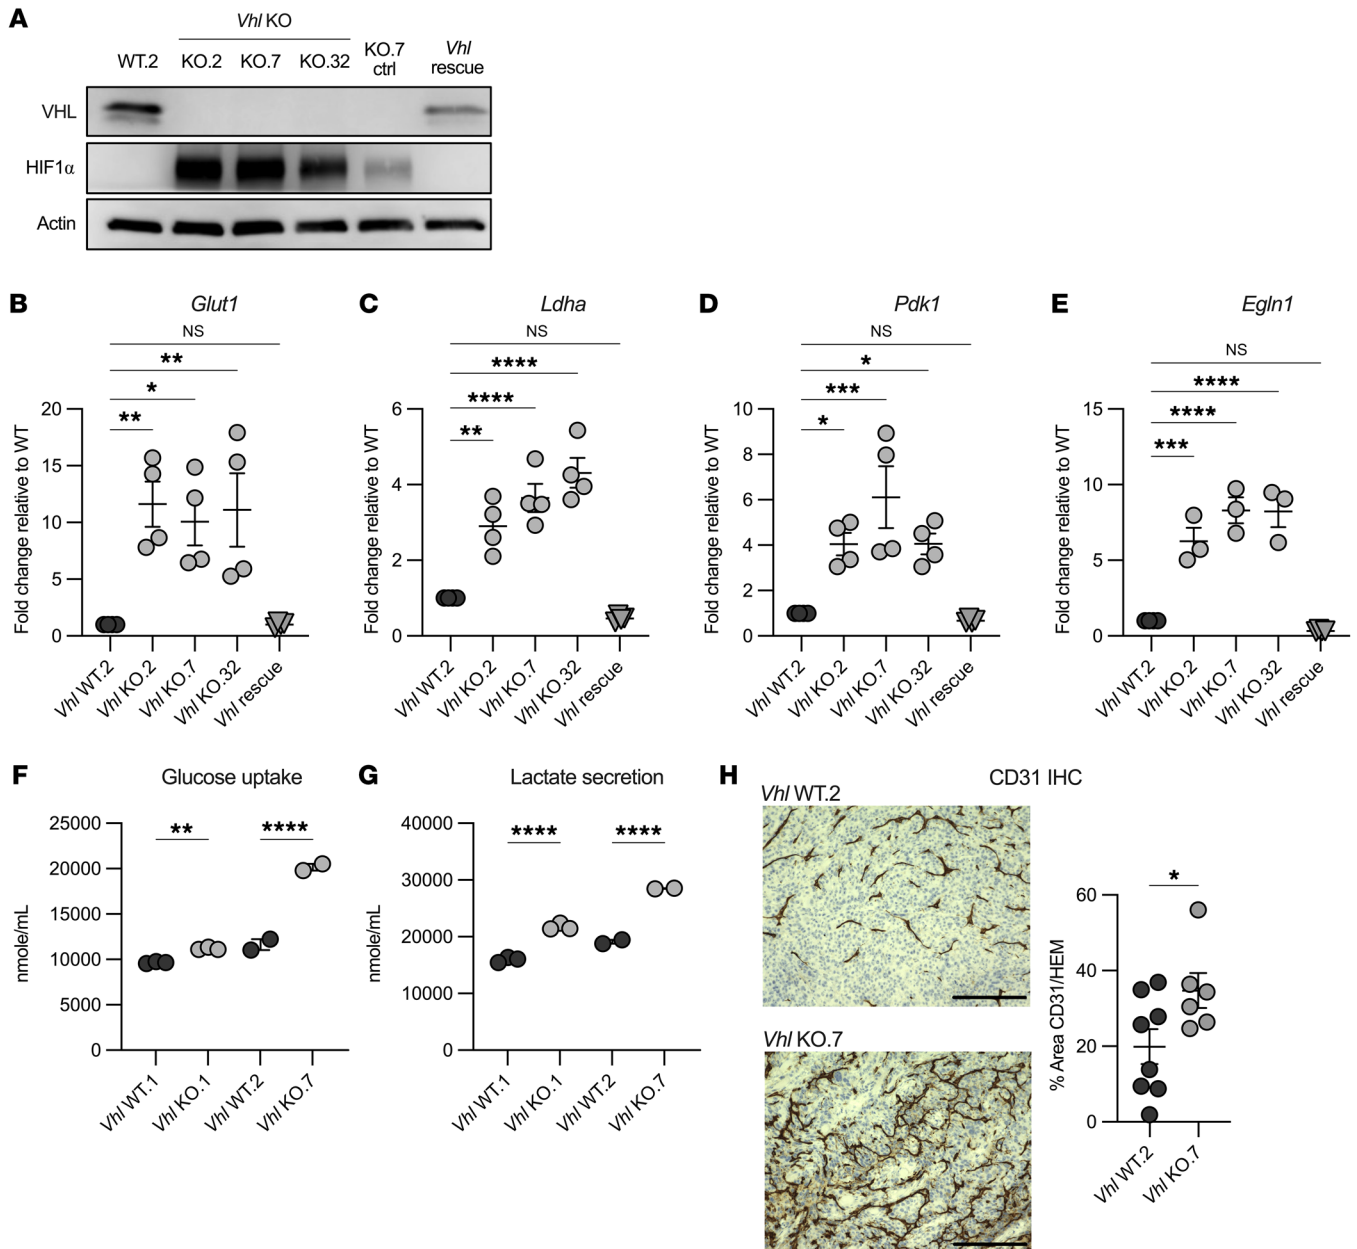 A
Vhl KO
WT.2 KO.2 KO.7 KO.32 KO.7 ctrl Vhl rescue
VHL
HIF1α
Actin
B Glut1
NS
**
*
**
Fold change relative to WT
20
15
10
5
0
Vhl WT.2
Vhl KO.2
Vhl KO.7
Vhl KO.32
Vhl rescue
C Ldha
NS
****
****
**
Fold change relative to WT
6
4
2
0
Vhl WT.2
Vhl KO.2
Vhl KO.7
Vhl KO.32
Vhl rescue
D Pdk1
NS
*
***
*
Fold change relative to WT
10
8
6
4
2
0
Vhl WT.2
Vhl KO.2
Vhl KO.7
Vhl KO.32
Vhl rescue
E Egln1
NS
****
****
***
Fold change relative to WT
15
10
5
0
Vhl WT.2
Vhl KO.2
Vhl KO.7
Vhl KO.32
Vhl rescue
F Glucose uptake
** ****
nmole/mL
25000
20000
15000
10000
5000
0
Vhl WT.1
Vhl KO.1
Vhl WT.2
Vhl KO.7
G Lactate secretion
**** ****
nmole/mL
40000
30000
20000
10000
0
Vhl WT.1
Vhl KO.1
Vhl WT.2
Vhl KO.7
H CD31 IHC
Vhl WT.2
Vhl KO.7
*
% Area CD31/HEM
60
40
20
0
Vhl WT.2
Vhl KO.7